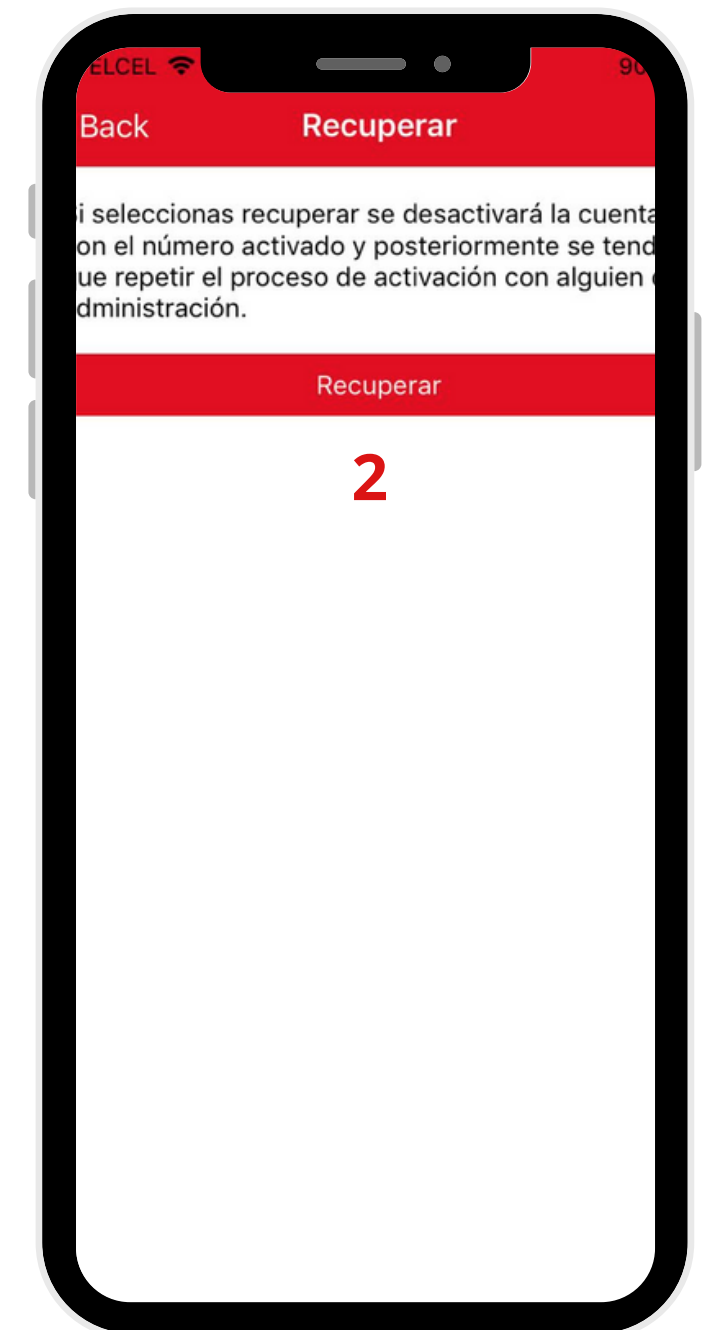 ELCEL
Back Recuperar
i seleccionas recuperar se desactivará la cuenta
on el número activado y posteriormente se tend
ue repetir el proceso de activación con alguien
dministración.
Recuperar
2